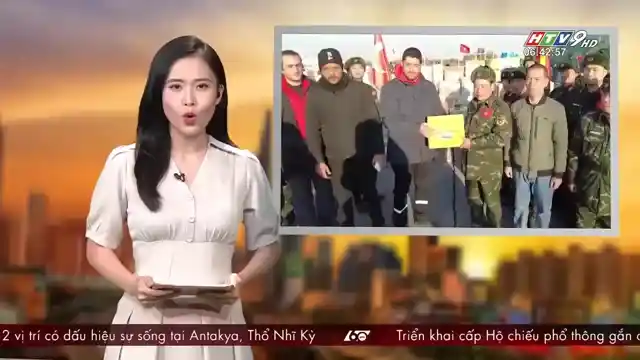 HTV9 HD
06:42:57
2 vị trí có dấu hiệu sự sống tại Antakya, Thổ Nhĩ Kỳ 60 Triển khai cấp Hộ chiếu phổ thông gắn